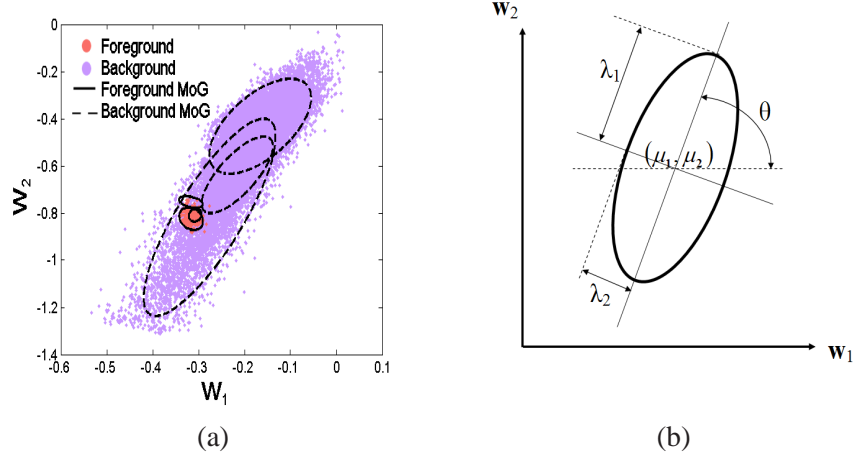 0
-0.2
-0.4
-0.6
-0.8
-1
-1.2
-1.4
W2
Foreground
Background
Foreground MoG
Background MoG
-0.6 -0.5 -0.4 -0.3 -0.2 -0.1 0 0.1
W1
(a)
w2
λ1
θ
(μ1, μ2)
λ2
w1
(b)